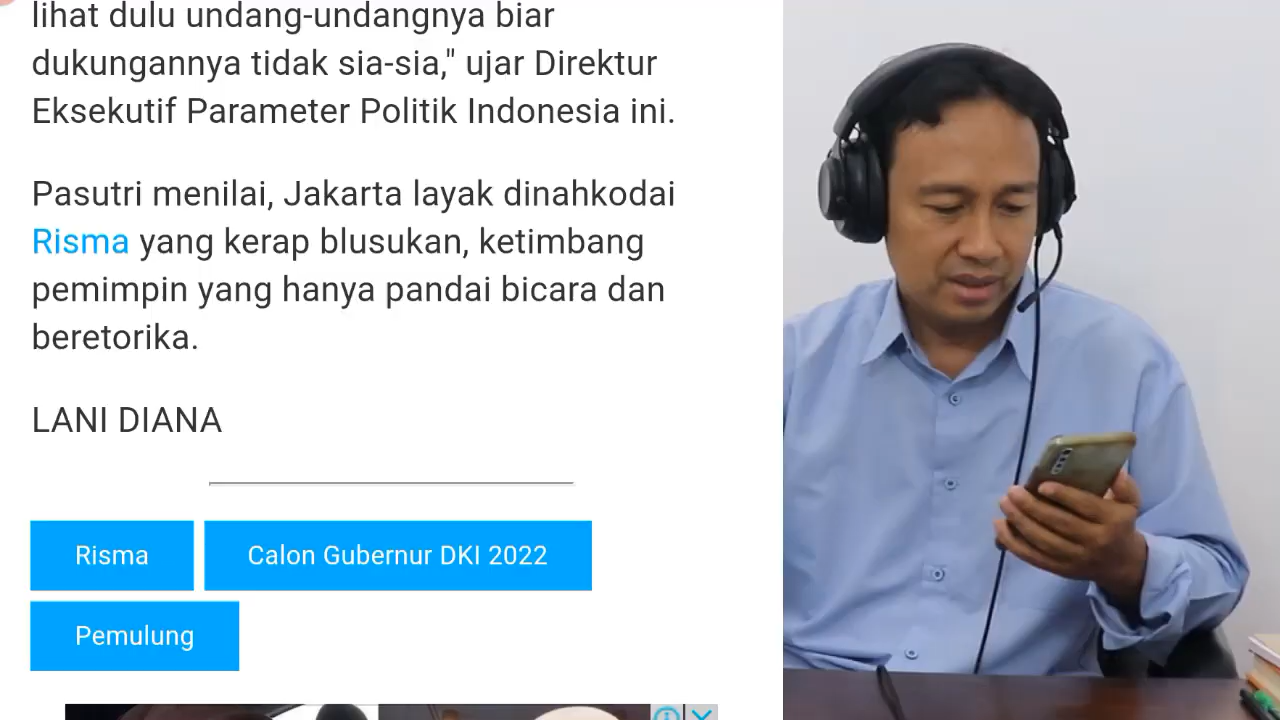 lihat dulu undang-undangnya biar
dukungannya tidak sia-sia," ujar Direktur
Eksekutif Parameter Politik Indonesia ini.
Pasutri menilai, Jakarta layak dinahkodai
Risma yang kerap blusukan, ketimbang
pemimpin yang hanya pandai bicara dan
beretorika.
LANI DIANA
Risma
Calon Gubernur DKI 2022
Pemulung